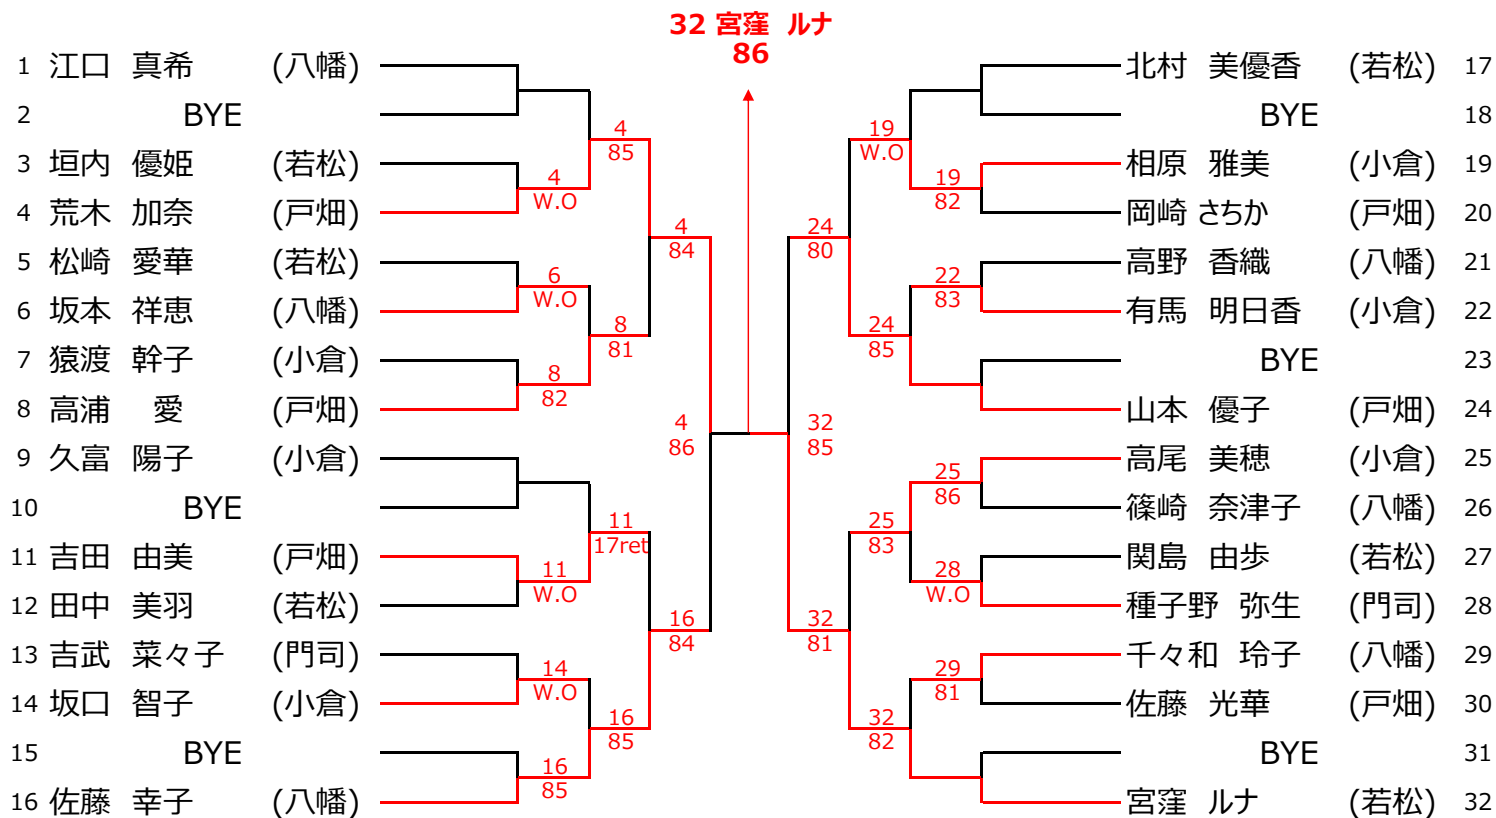 32 宮窪 ルナ
86
1 江口 真希 (八幡)
2 BYE
3 垣内 優姫 (若松)
4 荒木 加奈 (戸畑)
5 松崎 愛華 (若松)
6 坂本 祥恵 (八幡)
7 猿渡 幹子 (小倉)
8 高浦 愛 (戸畑)
9 久富 陽子 (小倉)
10 BYE
11 吉田 由美 (戸畑)
12 田中 美羽 (若松)
13 吉武 菜々子 (門司)
14 坂口 智子 (小倉)
15 BYE
16 佐藤 幸子 (八幡)
4
W.O
6
W.O
8
82
11
W.O
14
W.O
16
85
4
85
8
81
11
17ret
16
85
4
84
16
84
4
86
32
85
24
80
32
81
19
W.O
24
85
25
83
32
82
19
82
22
83
25
86
28
W.O
29
81
北村 美優香 (若松) 17
BYE 18
相原 雅美 (小倉) 19
岡崎 さちか (戸畑) 20
高野 香織 (八幡) 21
有馬 明日香 (小倉) 22
BYE 23
山本 優子 (戸畑) 24
高尾 美穂 (小倉) 25
篠崎 奈津子 (八幡) 26
関島 由歩 (若松) 27
種子野 弥生 (門司) 28
千々和 玲子 (八幡) 29
佐藤 光華 (戸畑) 30
BYE 31
宮窪 ルナ (若松) 32